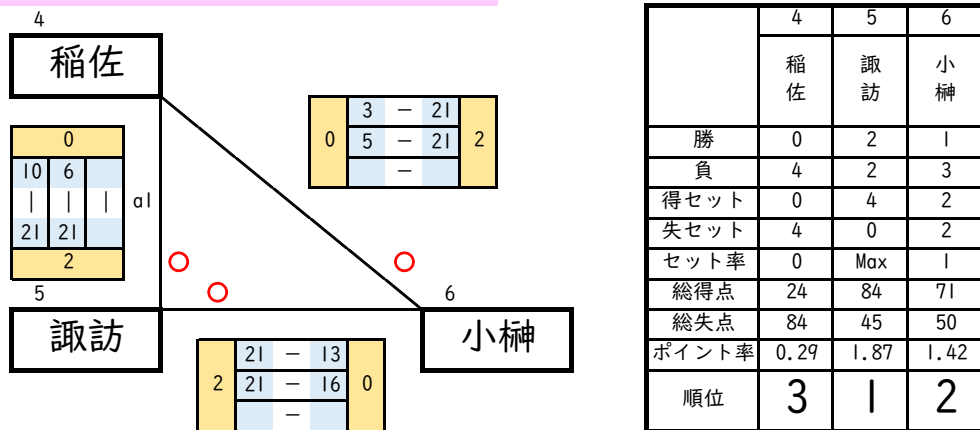 4
稲佐
0
10 6
| | |
21 21
2
a1
3 － 21
0 5 － 21 2
－
5
諏訪
6
小榊
21 － 13
2 21 － 16 0
－
4 5 6
稲佐 諏訪 小榊
勝 0 2 1
負 4 2 3
得セット 0 4 2
失セット 4 0 2
セット率 0 Max 1
総得点 24 84 71
総失点 84 45 50
ポイント率 0.29 1.87 1.42
順位 3 1 2